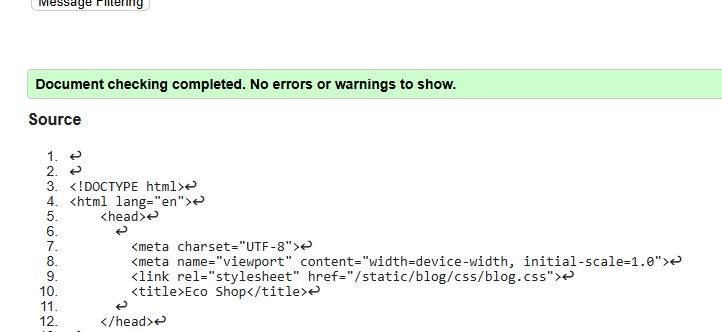 Message Filtering
Document checking completed. No errors or warnings to show.
Source
1. ↩
2. ↩
3. <!DOCTYPE html>↩
4. <html lang="en">↩
5. <head>↩
6. ↩
7. <meta charset="UTF-8">↩
8. <meta name="viewport" content="width=device-width, initial-scale=1.0">↩
9. <link rel="stylesheet" href="/static/blog/css/blog.css">↩
10. <title>Eco Shop</title>↩
11. ↩
12. </head>↩